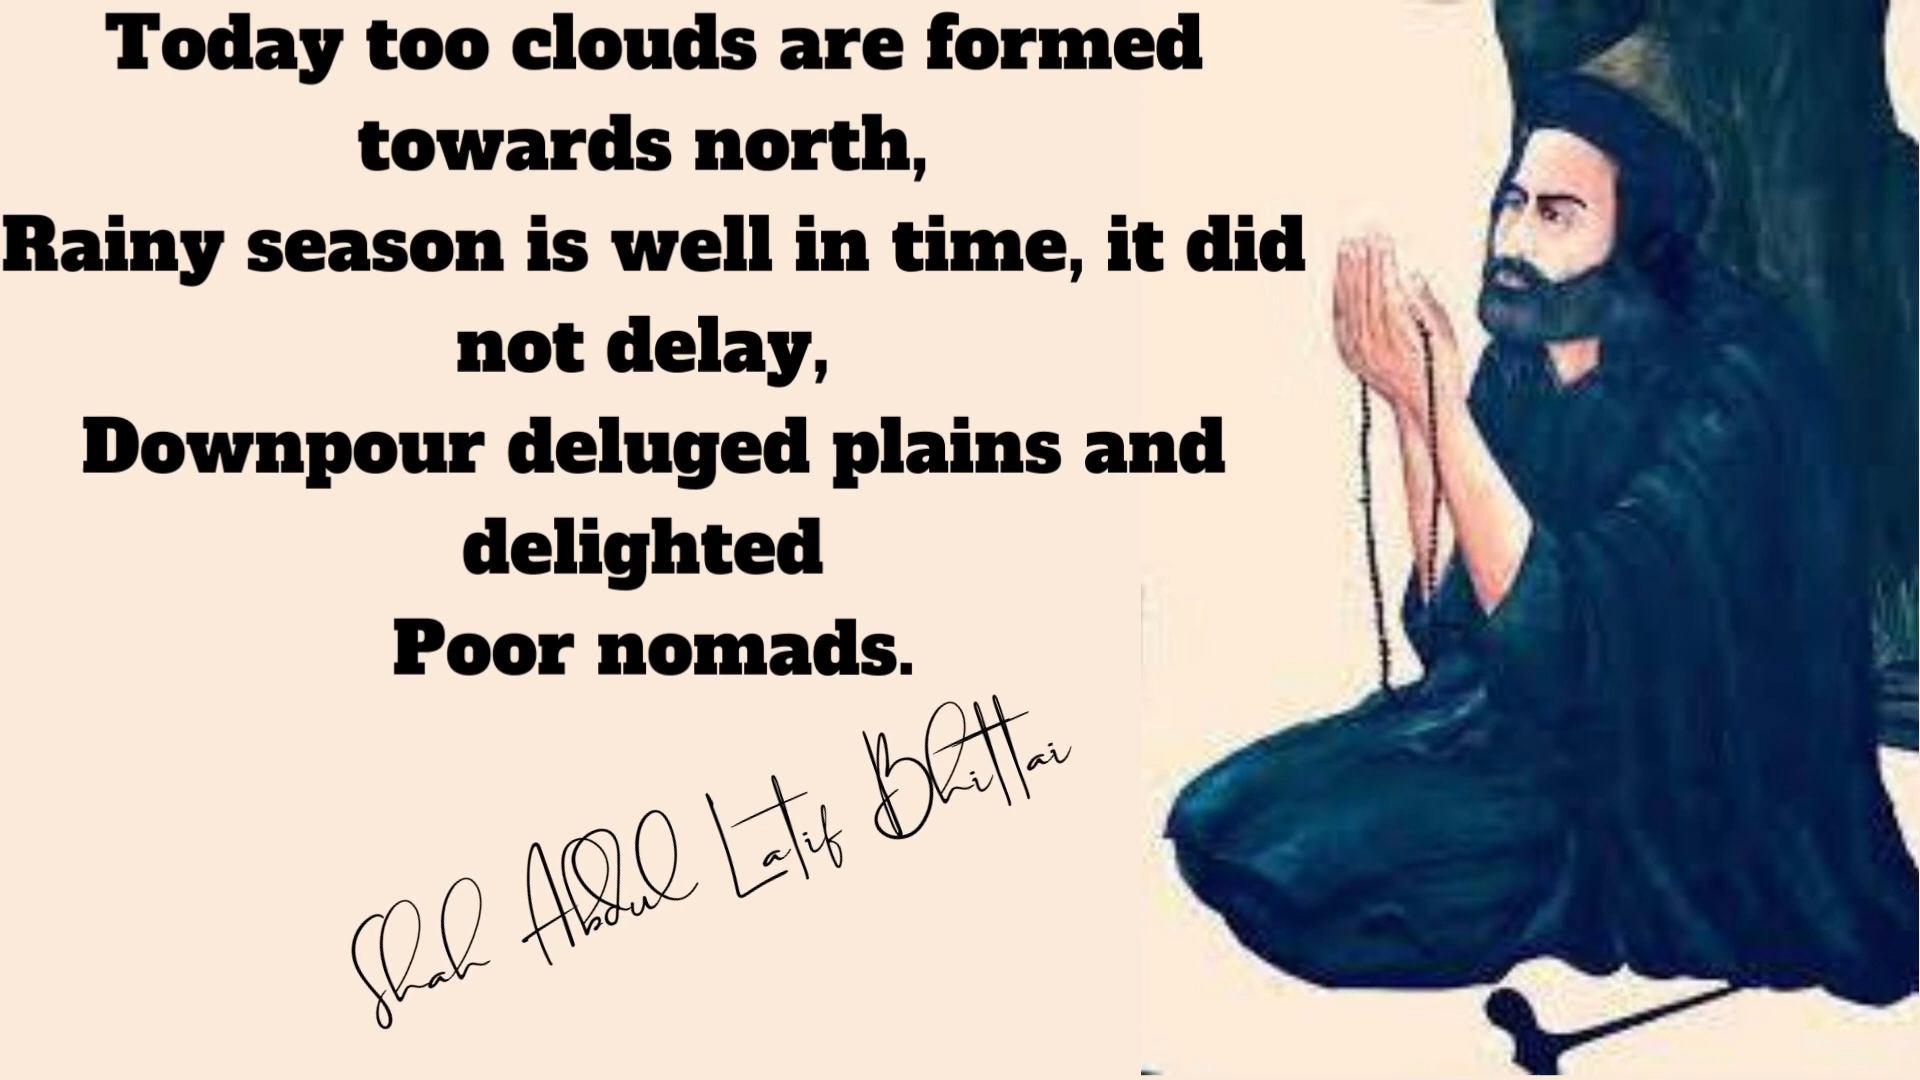 Today too clouds are formed
towards north,
Rainy season is well in time, it did
not delay,
Downpour deluged plains and
delighted
Poor nomads.
Shah Abdul Latif Bhittai